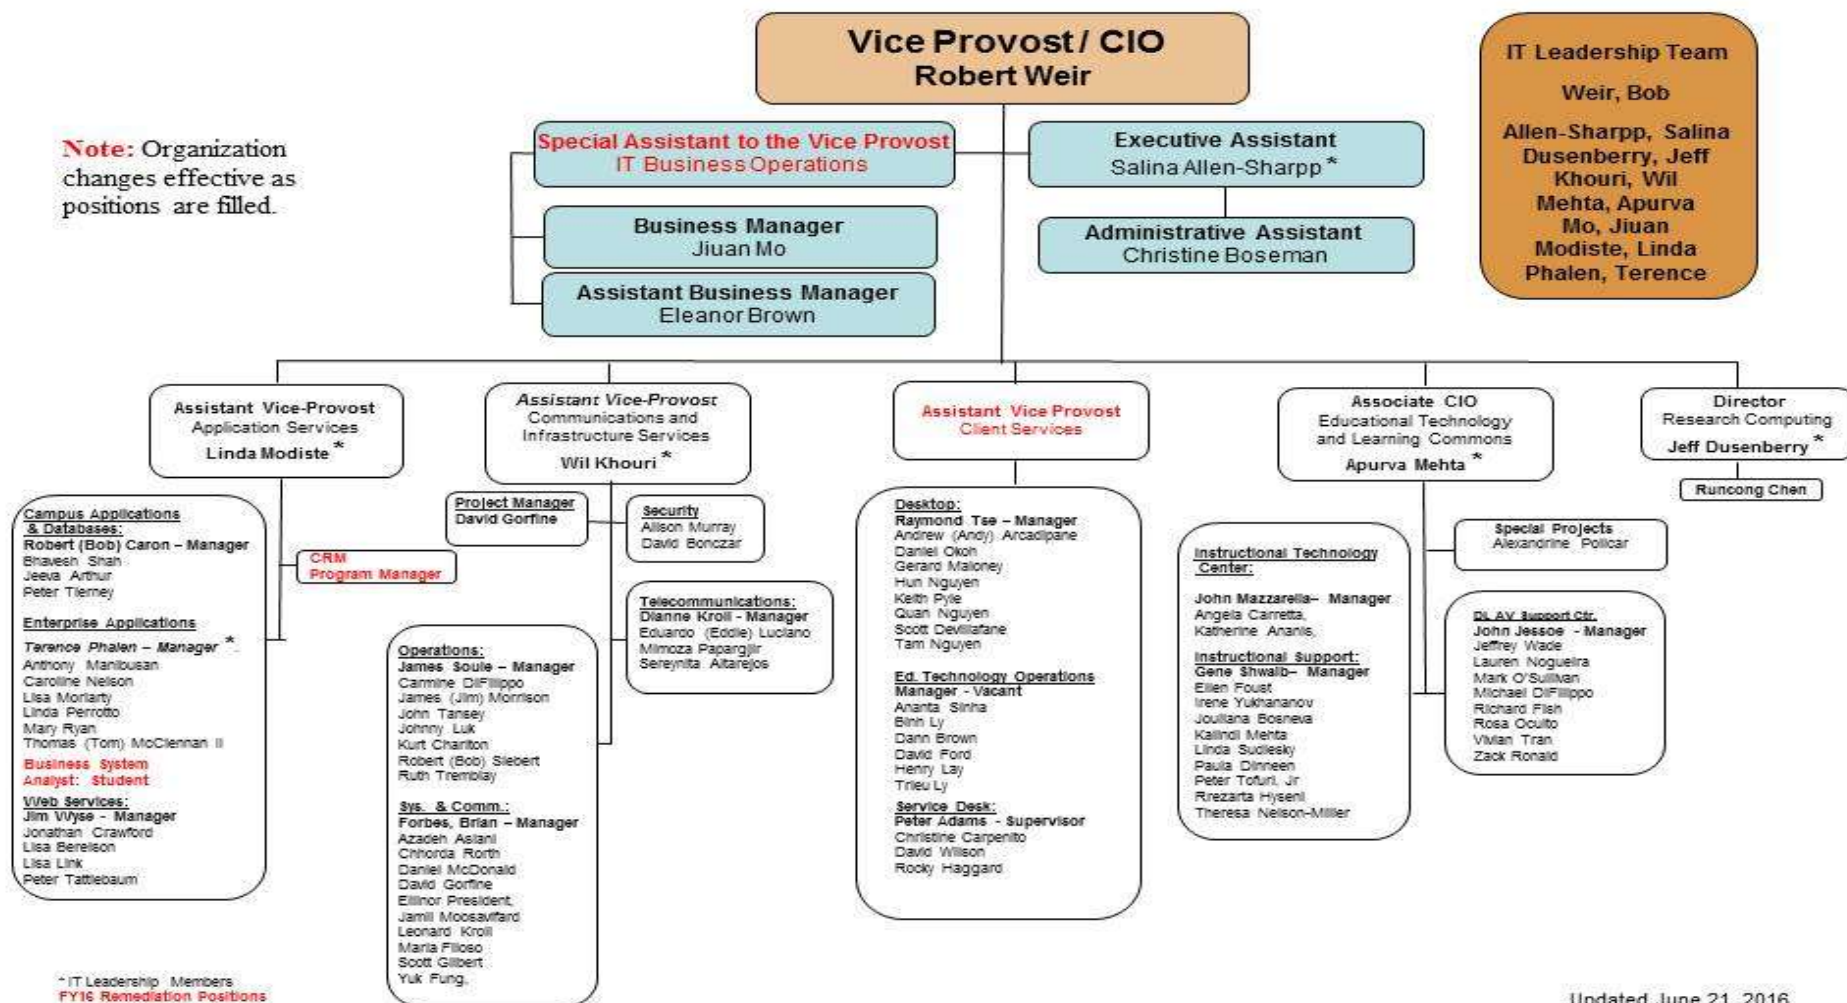 Vice Provost / CIO
Robert Weir
IT Leadership Team
Weir, Bob
Allen-Sharpp, Salina
Dusenberry, Jeff
Khouri, Wil
Mehta, Apurva
Mo, Jiuan
Modiste, Linda
Phalen, Terence
Note: Organization
changes effective as
positions are filled.
Special Assistant to the Vice Provost
IT Business Operations
Executive Assistant
Salina Allen-Sharpp *
Business Manager
Jiuan Mo
Administrative Assistant
Christine Boseman
Assistant Business Manager
Eleanor Brown
Assistant Vice-Provost
Application Services
Linda Modiste *
Campus Applications
& Databases:
Robert (Bob) Caron – Manager
Bhavesh Shah
Jeeva Arthur
Peter Tierney
Enterprise Applications
Terence Phalen – Manager *
Anthony Manibusan
Caroline Nelson
Lisa Moriarty
Linda Perrotto
Mary Ryan
Thomas (Tom) McClennan II
Business System
Analyst: Student
Web Services:
Jim Wyse - Manager
Jonathan Crawford
Lisa Berelson
Lisa Link
Peter Tattlebaum
CRM
Program Manager
Assistant Vice-Provost
Communications and
Infrastructure Services
Wil Khouri *
Project Manager
David Gorfine
Security
Alison Murray
David Bonczar
Telecommunications:
Dianne Kroll - Manager
Eduardo (Eddie) Luciano
Mimoza Papargjir
Sereynita Altarejos
Operations:
James Soule – Manager
Carmine DiFilippo
James (Jim) Morrison
John Tansey
Johnny Luk
Kurt Charlton
Robert (Bob) Siebert
Ruth Tremblay
Sys. & Comm.:
Forbes, Brian – Manager
Azadeh Aslani
Chhorda Rorth
Daniel McDonald
David Gorfine
Ellinor President,
Jamil Moosavifard
Leonard Kroll
Maria Filoso
Scott Gilbert
Yuk Fung,
Assistant Vice Provost
Client Services
Desktop:
Raymond Tse – Manager
Andrew (Andy) Arcadipane
Daniel Okoh
Gerard Maloney
Hun Nguyen
Keith Pyle
Quan Nguyen
Scott Devillafane
Tam Nguyen
Ed. Technology Operations
Manager - Vacant
Ananta Sinha
Binh Ly
Dann Brown
David Ford
Henry Lay
Trieu Ly
Service Desk:
Peter Adams - Supervisor
Christine Carpenito
David Wilson
Rocky Haggard
Associate CIO
Educational Technology
and Learning Commons
Apurva Mehta *
Instructional Technology
Center:
John Mazzarella– Manager
Angela Carretta,
Katherine Ananis,
Instructional Support:
Gene Shwalb– Manager
Ellen Foust
Irene Yukhananov
Jouliana Bosneva
Kalindi Mehta
Linda Sudlesky
Paula Dinneen
Peter Tofuri, Jr
Rrezarta Hyseni
Theresa Nelson-Miller
Special Projects
Alexandrine Policar
DL AV Support Ctr.
John Jessoe - Manager
Jeffrey Wade
Lauren Nogueira
Mark O'Sullivan
Michael DiFilippo
Richard Fish
Rosa Oculto
Vivian Tran
Zack Ronald
Director
Research Computing
Jeff Dusenberry *
Runcong Chen
* IT Leadership Members
FY16 Remediation Positions
Updated June 21, 2016